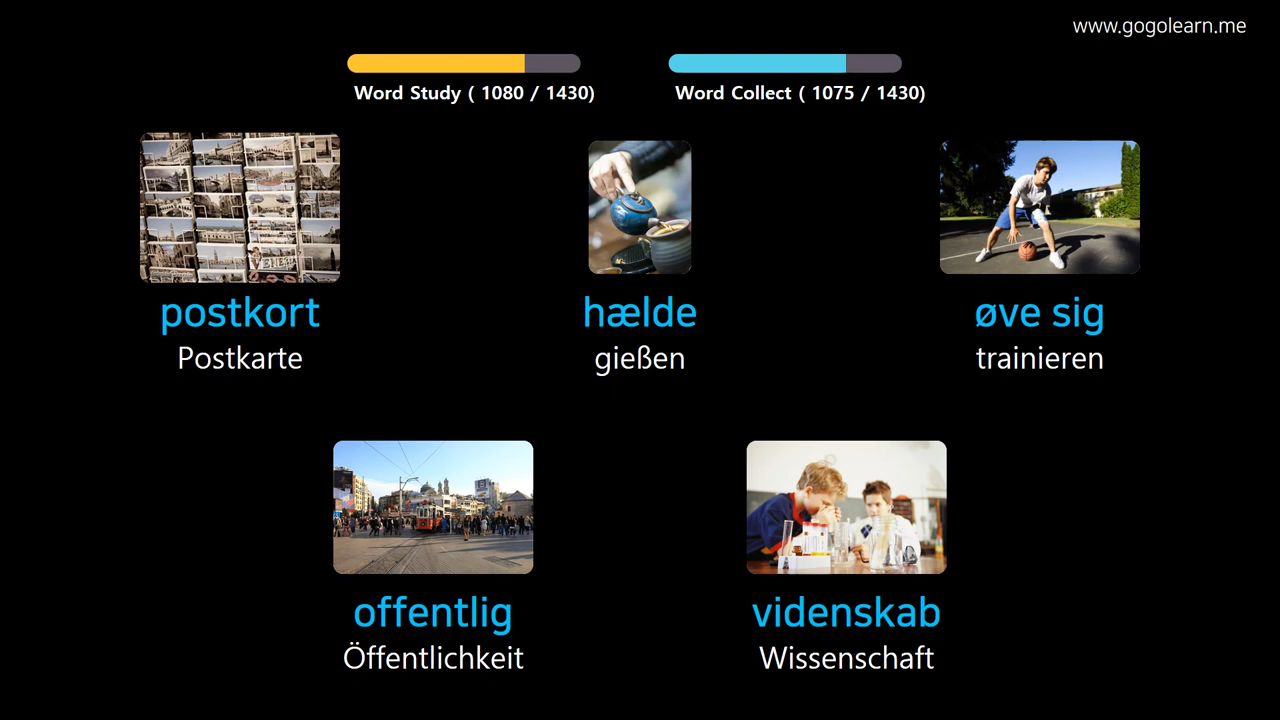 www.gogolearn.me
Word Study ( 1080 / 1430)
Word Collect ( 1075 / 1430)
postkort
Postkarte
hælde
gießen
øve sig
trainieren
offentlig
Öffentlichkeit
videnskab
Wissenschaft